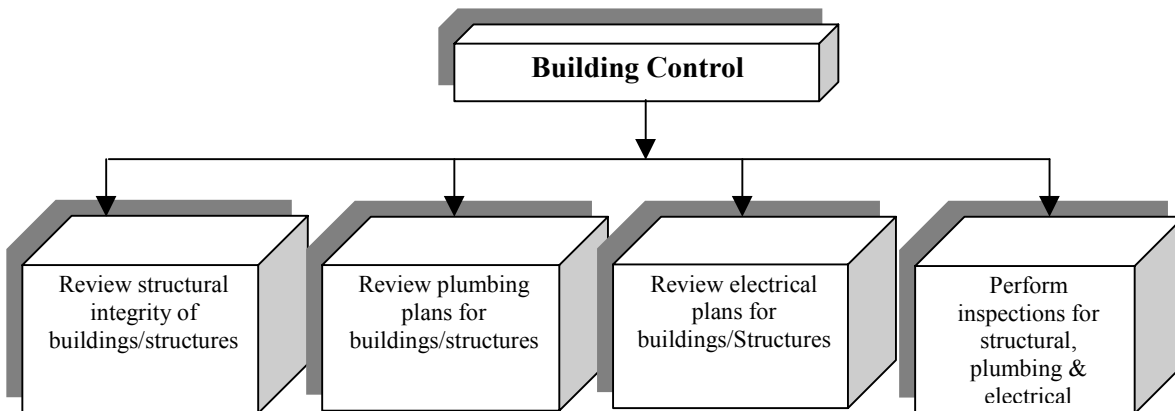 Building Control
Review structural
integrity of
buildings/structures
Review plumbing
plans for
buildings/structures
Review electrical
plans for
buildings/Structures
Perform
inspections for
structural,
plumbing &
electrical